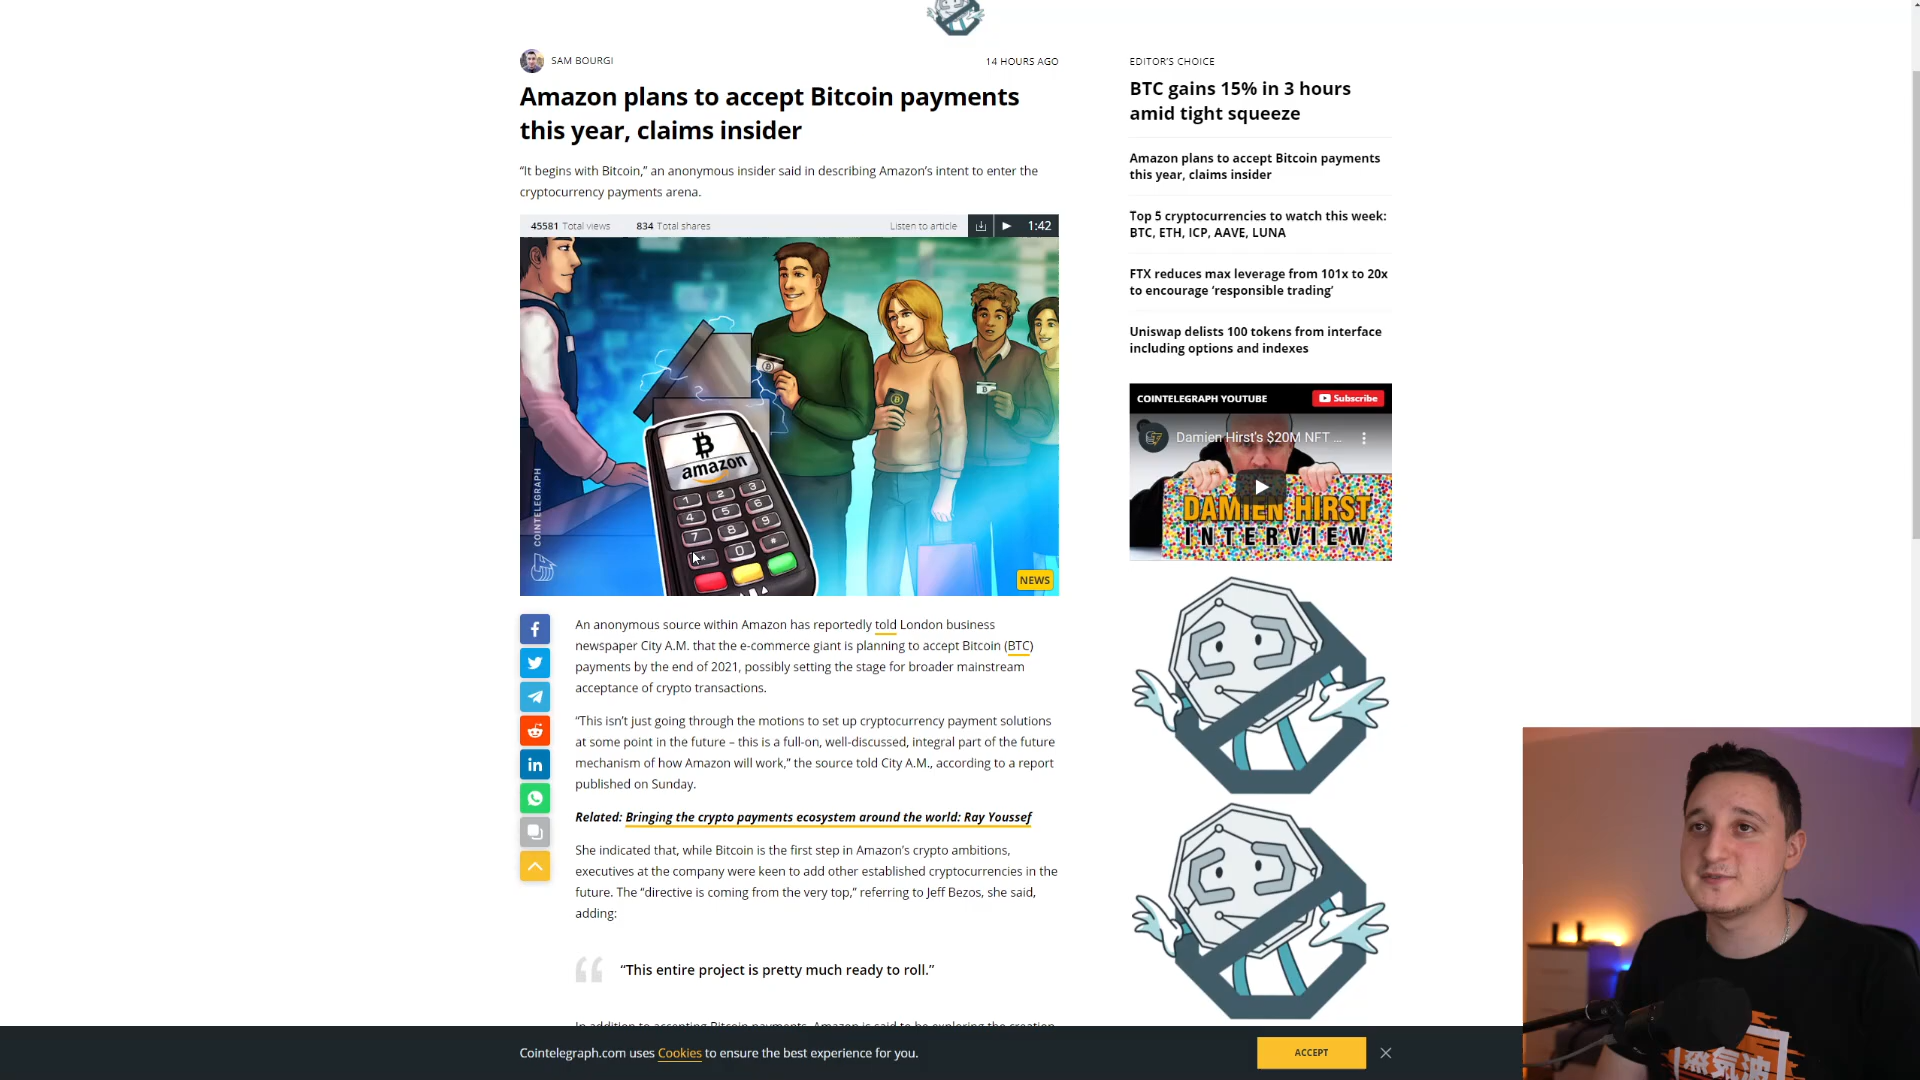 SAM BOURGI
14 HOURS AGO
Amazon plans to accept Bitcoin payments
this year, claims insider
“It begins with Bitcoin,” an anonymous insider said in describing Amazon’s intent to enter the
cryptocurrency payments arena.
45581 Total views
834 Total shares
Listen to article
1:42
B
amazon
1 2 3
4 5 6
7 8 9
* 0 #
COINTELEGRAPH
NEWS
An anonymous source within Amazon has reportedly told London business
newspaper City A.M. that the e-commerce giant is planning to accept Bitcoin (BTC)
payments by the end of 2021, possibly setting the stage for broader mainstream
acceptance of crypto transactions.
“This isn’t just going through the motions to set up cryptocurrency payment solutions
at some point in the future – this is a full-on, well-discussed, integral part of the future
mechanism of how Amazon will work,” the source told City A.M., according to a report
published on Sunday.
Related: Bringing the crypto payments ecosystem around the world: Ray Youssef
She indicated that, while Bitcoin is the first step in Amazon’s crypto ambitions,
executives at the company were keen to add other established cryptocurrencies in the
future. The “directive is coming from the very top,” referring to Jeff Bezos, she said,
adding:
“This entire project is pretty much ready to roll.”
In addition to accepting Bitcoin payments, Amazon is said to be exploring the creation
EDITOR’S CHOICE
BTC gains 15% in 3 hours
amid tight squeeze
Amazon plans to accept Bitcoin payments
this year, claims insider
Top 5 cryptocurrencies to watch this week:
BTC, ETH, ICP, AAVE, LUNA
FTX reduces max leverage from 101x to 20x
to encourage ‘responsible trading’
Uniswap delists 100 tokens from interface
including options and indexes
COINTELEGRAPH YOUTUBE
Subscribe
Damien Hirst's $20M NFT ...
DAMIEN HIRST
INTERVIEW
Cointelegraph.com uses Cookies to ensure the best experience for you.
ACCEPT
蒸気波